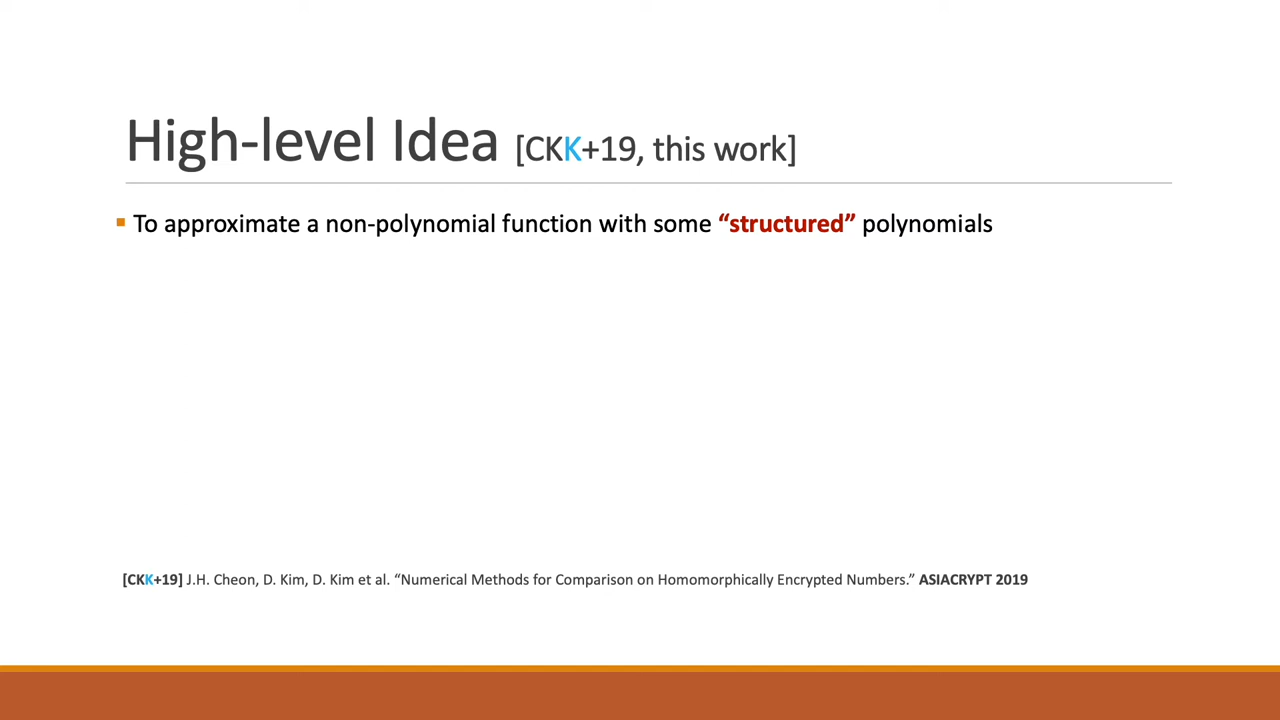 High-level Idea [CKK+19, this work]
To approximate a non-polynomial function with some “structured” polynomials
[CKK+19] J.H. Cheon, D. Kim, D. Kim et al. “Numerical Methods for Comparison on Homomorphically Encrypted Numbers.” ASIACRYPT 2019